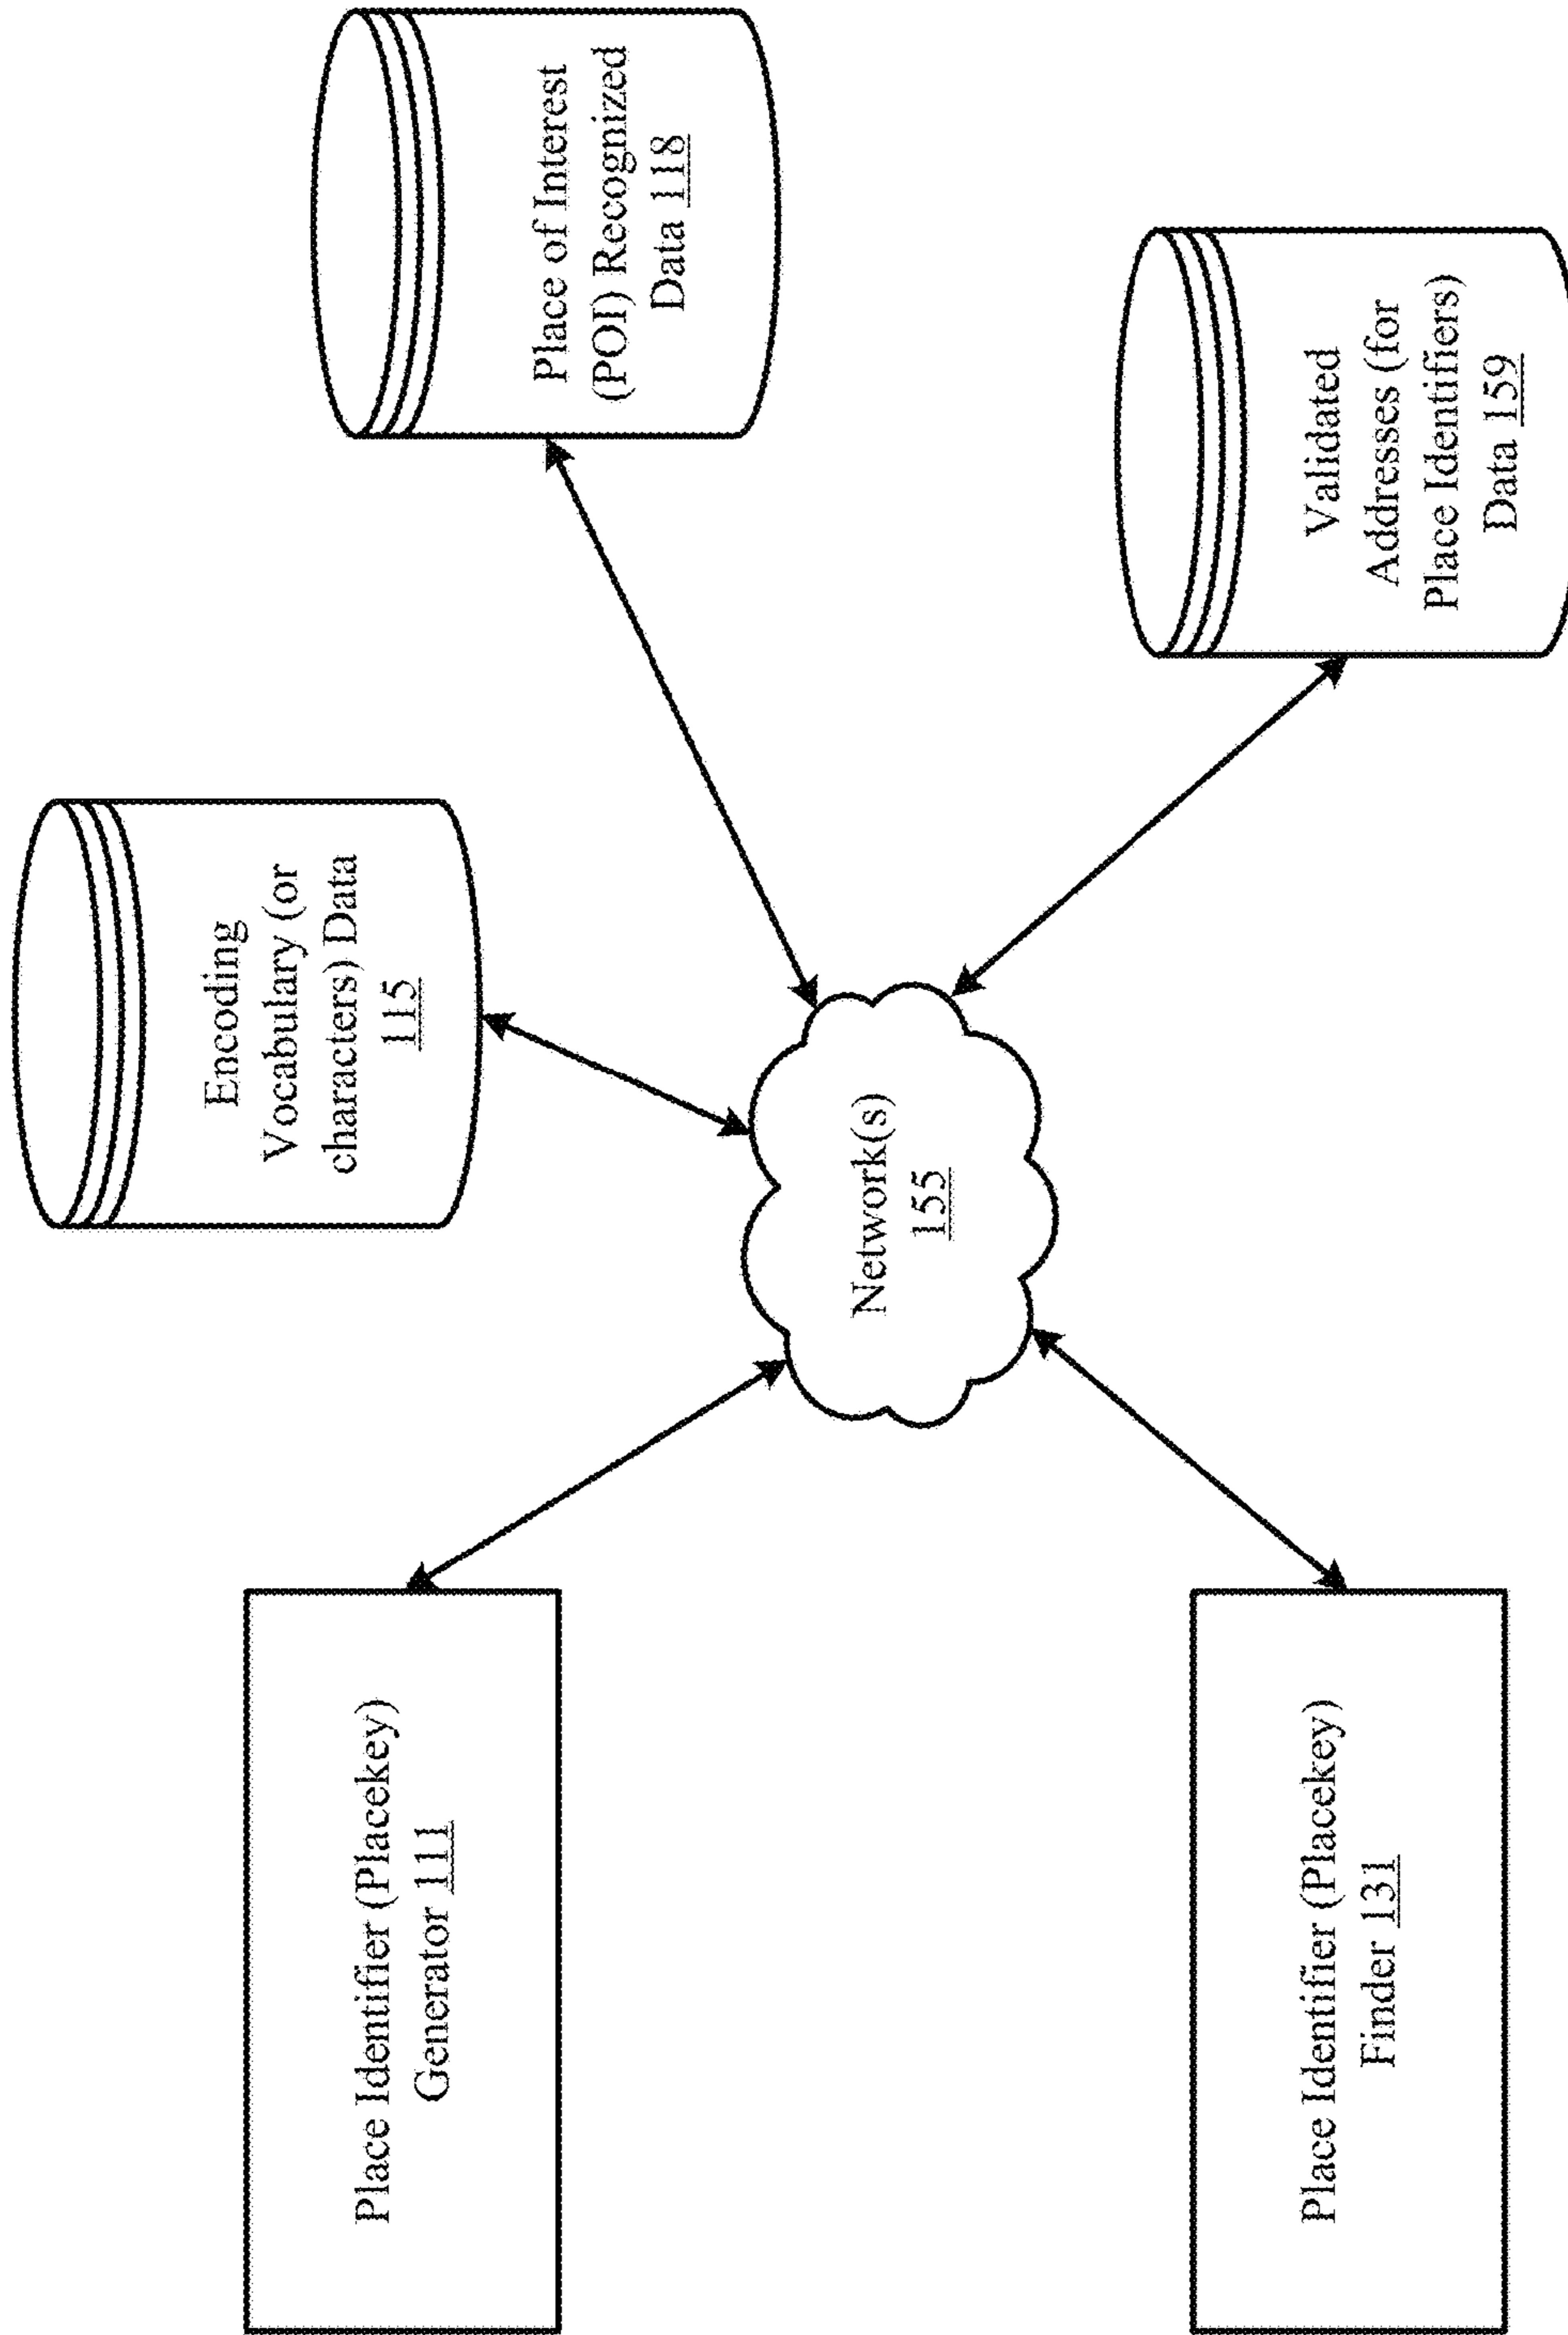 Place Identifier (Placekey)
Generator 111
Encoding
Vocabulary (or
characters) Data
115
Place of Interest
(POI) Recognized
Data 118
Network(s)
155
Place Identifier (Placekey)
Finder 131
Validated
Addresses (for
Place Identifiers)
Data 159